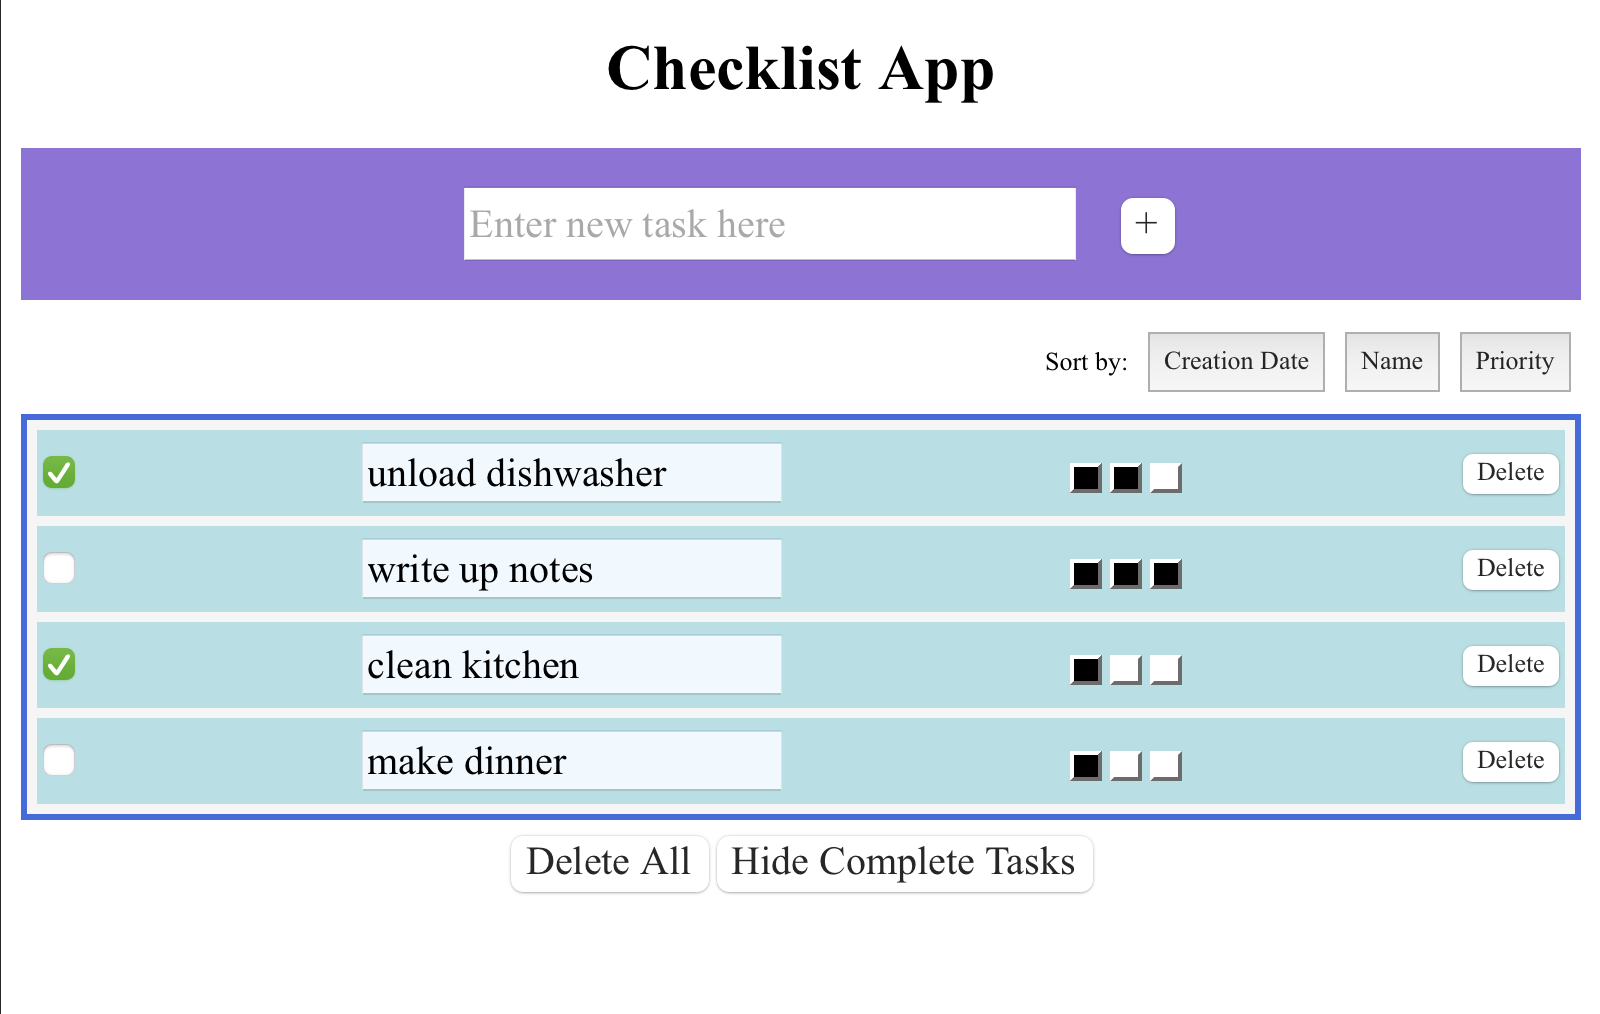 Checklist App
Enter new task here +
Sort by: Creation Date Name Priority
unload dishwasher Delete
write up notes Delete
clean kitchen Delete
make dinner Delete
Delete All Hide Complete Tasks